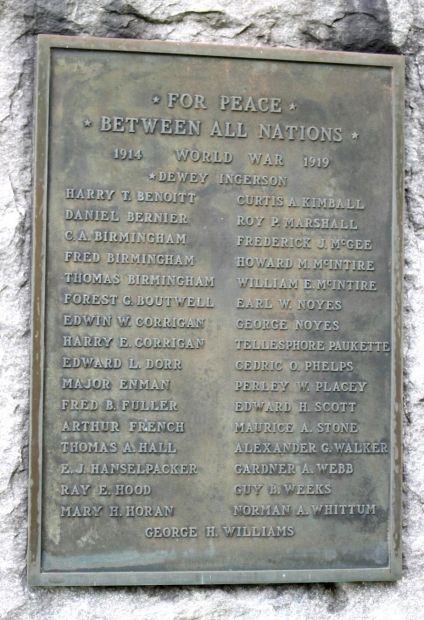 ★ FOR PEACE ★
★ BETWEEN ALL NATIONS ★
1914 WORLD WAR 1919
★DEWEY INGERSON
HARRY T. BENOITT
DANIEL BERNIER
C.A. BIRMINGHAM
FRED BIRMINGHAM
THOMAS BIRMINGHAM
FOREST G. BOUTWELL
EDWIN W. CORRIGAN
HARRY E. CORRIGAN
EDWARD L. DORR
MAJOR ENMAN
FRED B. FULLER
ARTHUR FRENCH
THOMAS A. HALL
E.J. HANSELPACKER
RAY E. HOOD
MARY H. HORAN
CURTIS A. KIMBALL
ROY P. MARSHALL
FREDERICK J. McGEE
HOWARD M. McINTIRE
WILLIAM E. McINTIRE
EARL W. NOYES
GEORGE NOYES
TELLESPHORE PAUKETTE
CEDRIC O. PHELPS
PERLEY W. PLACEY
EDWARD H. SCOTT
MAURICE A. STONE
ALEXANDER G. WALKER
GARDNER A. WEBB
GUY B. WEEKS
NORMAN A. WHITTUM
GEORGE H. WILLIAMS